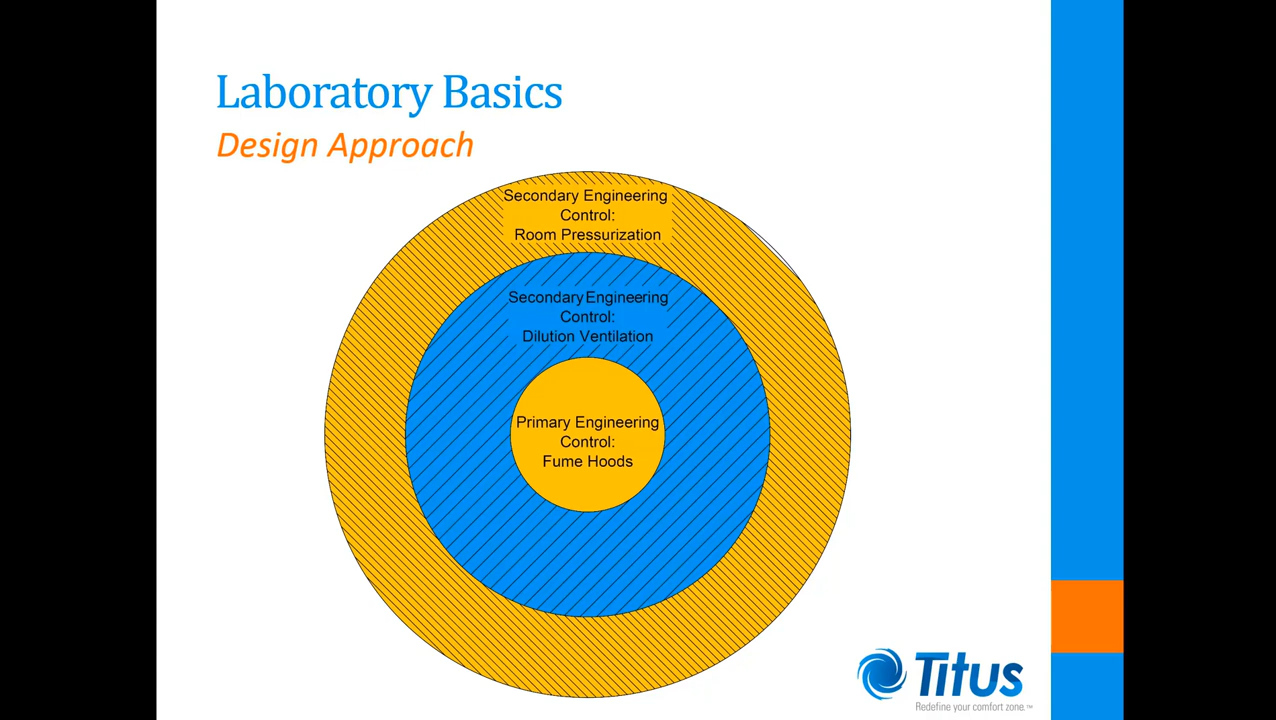 Laboratory Basics
Design Approach
Secondary Engineering
Control:
Room Pressurization
Secondary Engineering
Control:
Dilution Ventilation
Primary Engineering
Control:
Fume Hoods
Titus
Redefine your comfort zone.™